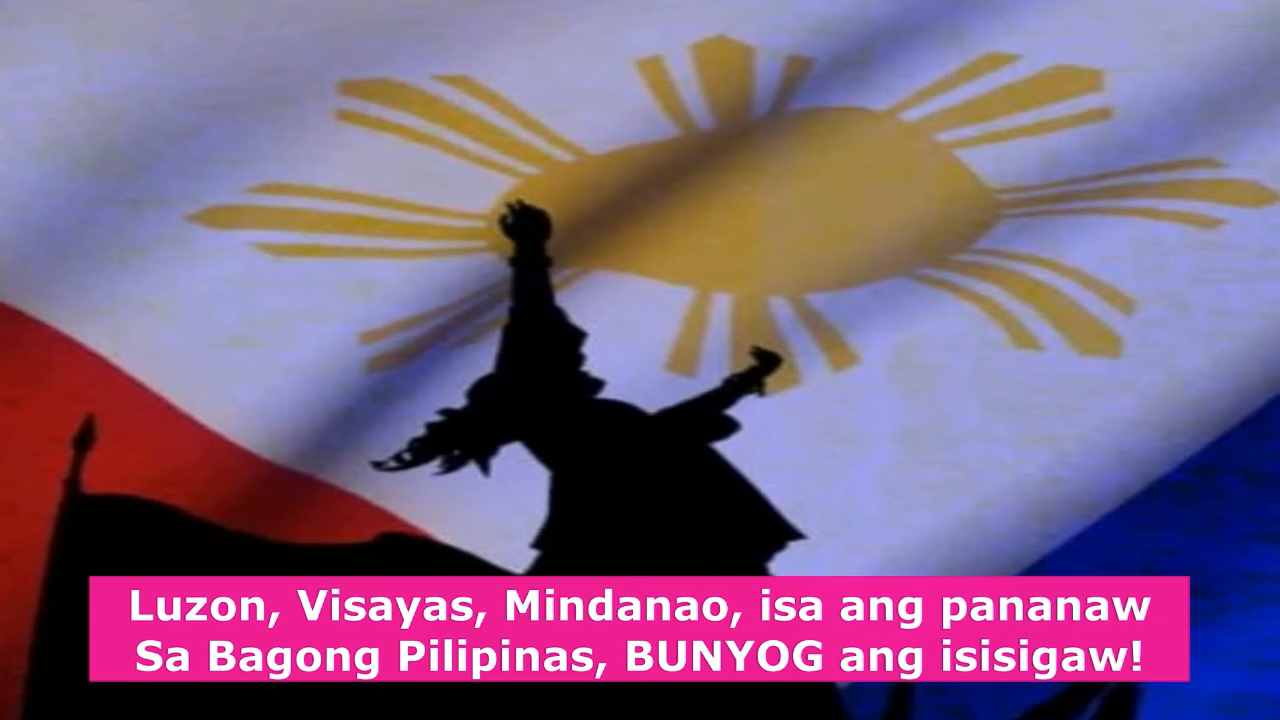 Luzon, Visayas, Mindanao, isa ang pananaw
Sa Bagong Pilipinas, BUNYOG ang isisigaw!